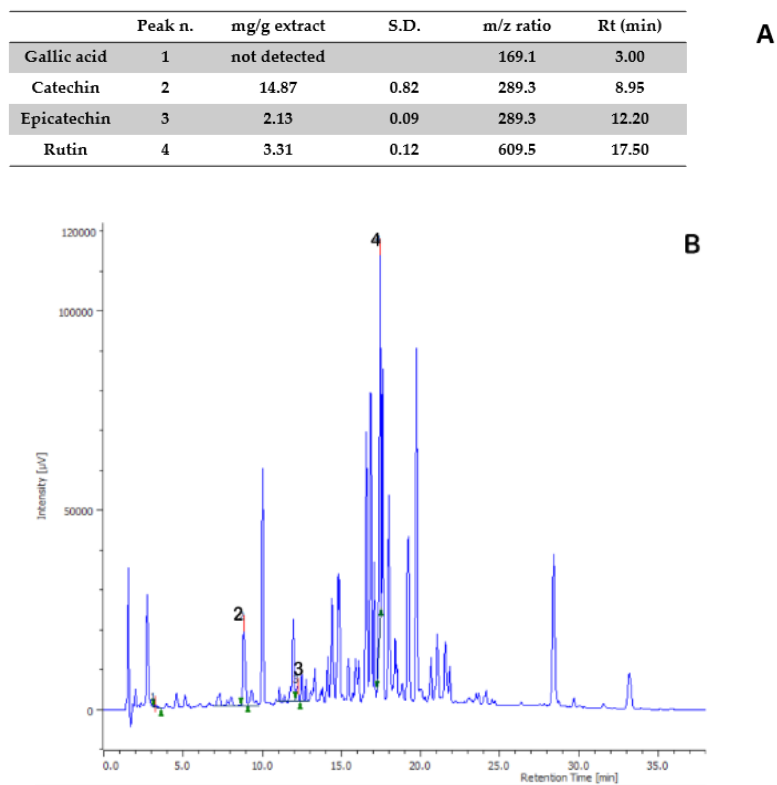 Peak n. mg/g extract S.D. m/z ratio Rt (min)
A
Gallic acid 1 not detected 169.1 3.00
Catechin 2 14.87 0.82 289.3 8.95
Epicatechin 3 2.13 0.09 289.3 12.20
Rutin 4 3.31 0.12 609.5 17.50
B
120000
4
100000
Intensity [µV]
50000
2
3
0
0.0 5.0 10.0 15.0 20.0 25.0 30.0 35.0
Retention Time [min]